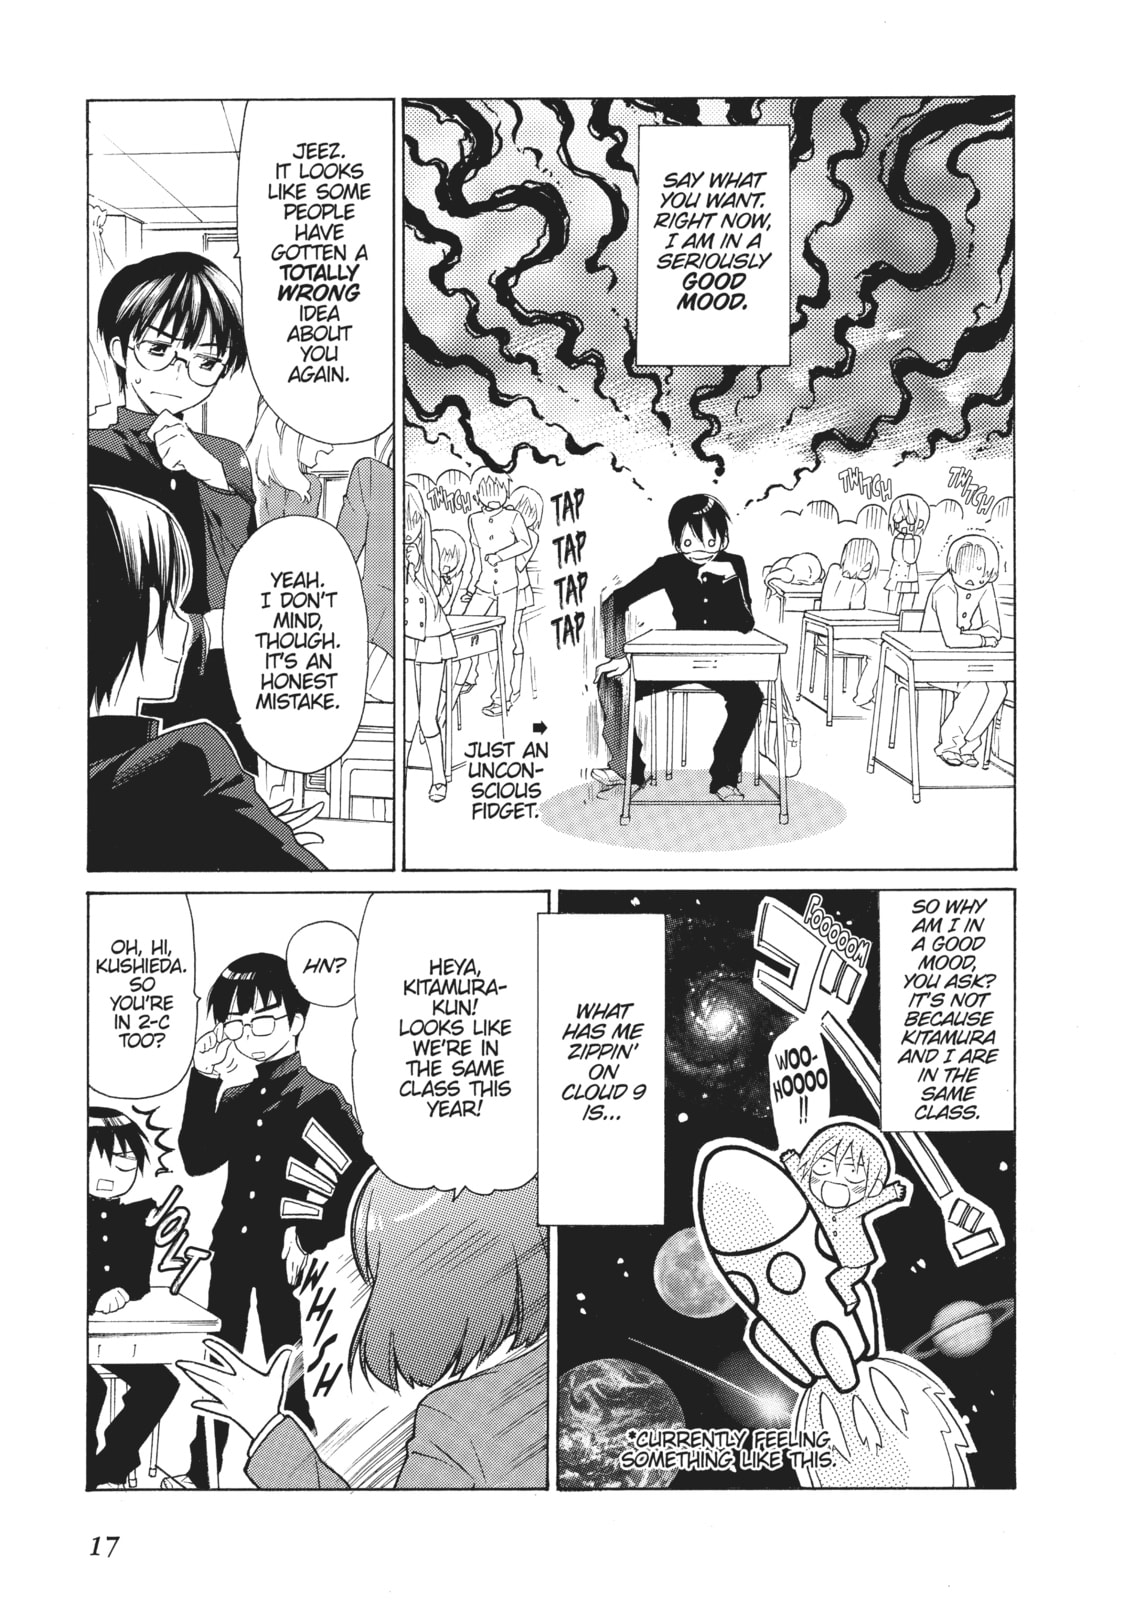 SAY WHAT
YOU WANT.
RIGHT NOW,
I AM IN A
SERIOUSLY
GOOD
MOOD.
TWITCH
TWITCH
TWITCH
TAP
TAP
TAP
TAP
JUST AN
UNCON-
SCIOUS
FIDGET.
JEEZ.
IT LOOKS
LIKE SOME
PEOPLE
HAVE
GOTTEN A
TOTALLY
WRONG
IDEA
ABOUT
YOU
AGAIN.
YEAH.
I DON'T
MIND,
THOUGH.
IT'S AN
HONEST
MISTAKE.
SO WHY
AM I IN
A GOOD
MOOD,
YOU ASK?
IT'S NOT
BECAUSE
KITAMURA
AND I ARE
IN THE
SAME
CLASS.
FOOOOOM
ゴゴ
WOO-
HOOOO
!!
*CURRENTLY FEELING
SOMETHING LIKE THIS.
WHAT
HAS ME
ZIPPIN'
ON
CLOUD 9
IS...
HEYA,
KITAMURA-
KUN!
LOOKS LIKE
WE'RE IN
THE SAME
CLASS THIS
YEAR!
HN?
WHISH
OH, HI,
KUSHIEDA.
SO
YOU'RE
IN 2-C
TOO?
JOLT
17